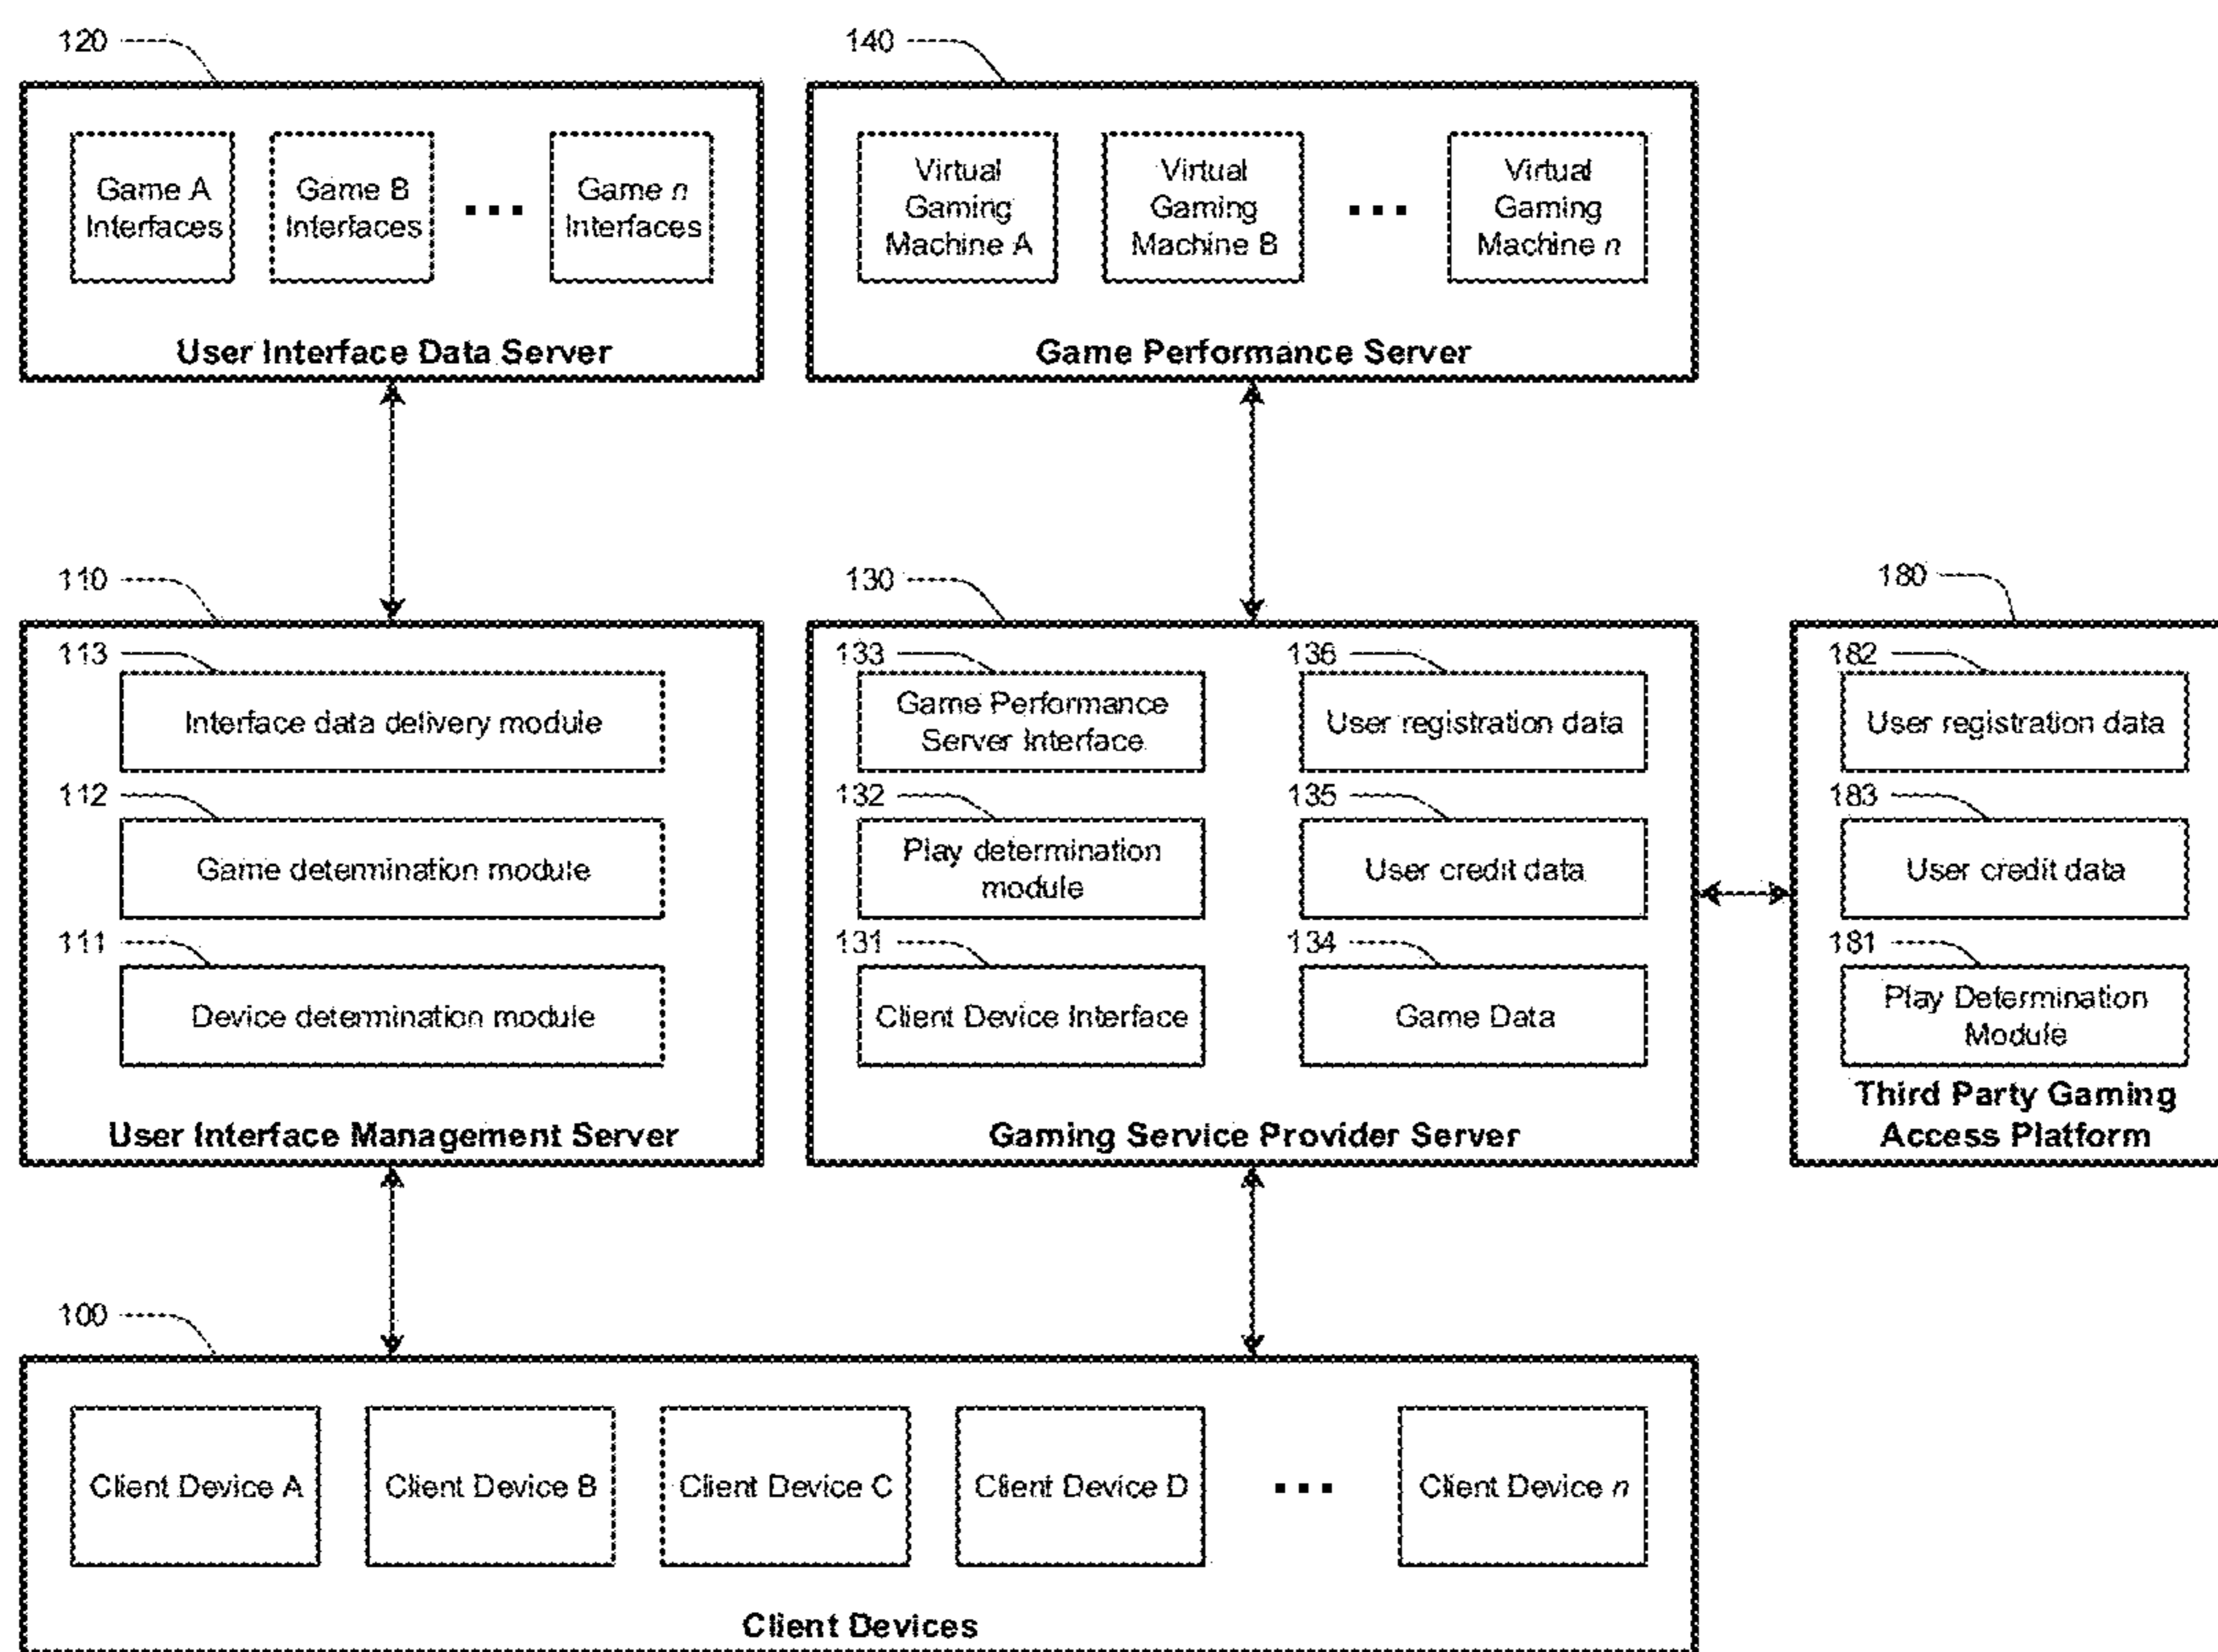 120
140
Game A
Interfaces
Game B
Interfaces
Game n
Interfaces
Virtual
Gaming
Machine A
Virtual
Gaming
Machine B
Virtual
Gaming
Machine n
User Interface Data Server
Game Performance Server
110
130
180
113
Interface data delivery module
112
Game determination module
111
Device determination module
User Interface Management Server
133
Game Performance
Server Interface
136
User registration data
132
Play determination
module
135
User credit data
131
Client Device Interface
134
Game Data
Gaming Service Provider Server
182
User registration data
183
User credit data
181
Play Determination
Module
Third Party Gaming
Access Platform
100
Client Device A
Client Device B
Client Device C
Client Device D
Client Device n
Client Devices